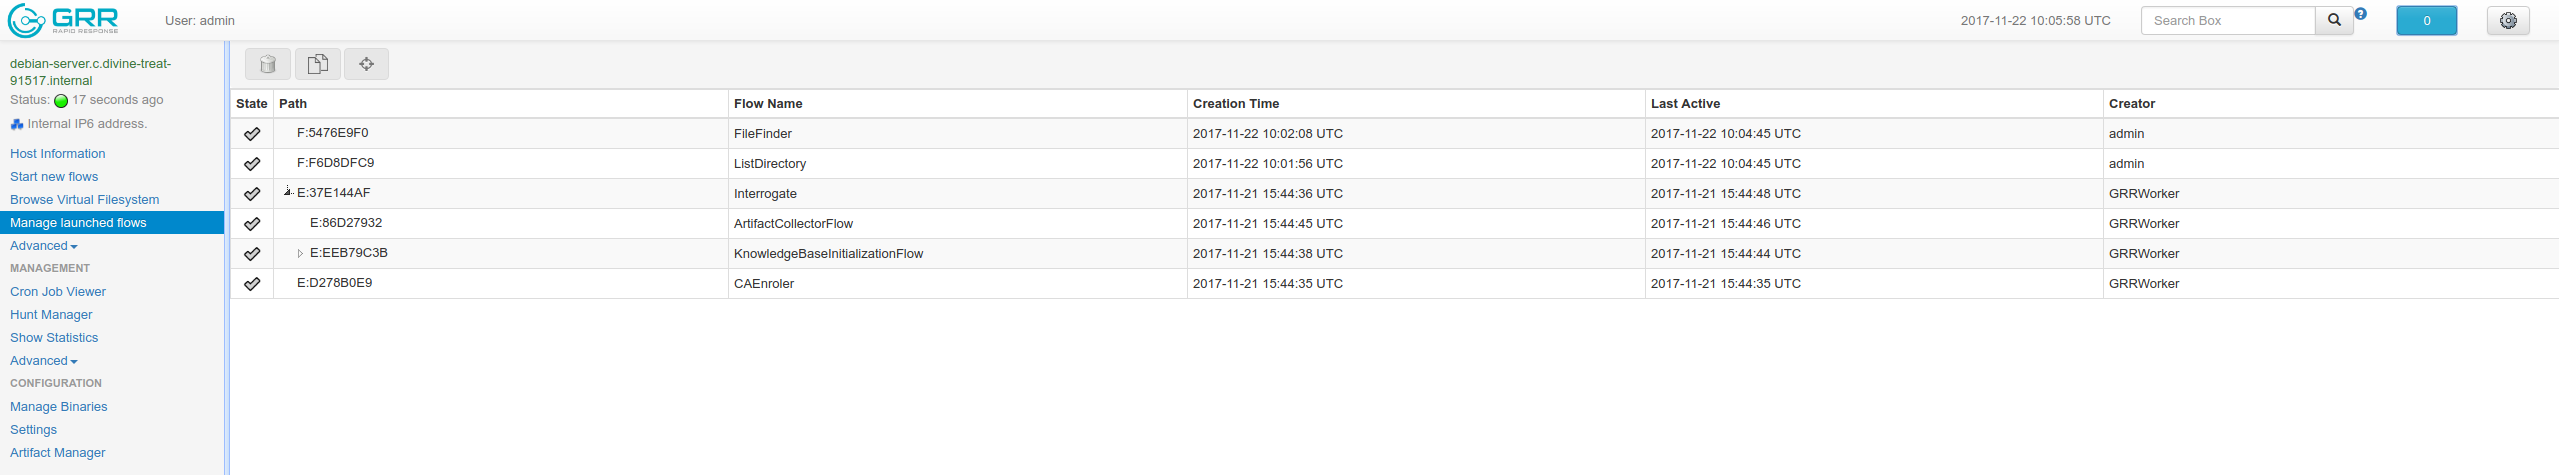 GRR
RAPID RESPONSE
User: admin
2017-11-22 10:05:58 UTC
Search Box
0
debian-server.c.divine-treat-
91517.internal
Status: 17 seconds ago
Internal IP6 address.
Host Information
Start new flows
Browse Virtual Filesystem
Manage launched flows
Advanced
MANAGEMENT
Cron Job Viewer
Hunt Manager
Show Statistics
Advanced
CONFIGURATION
Manage Binaries
Settings
Artifact Manager
State Path Flow Name Creation Time Last Active Creator
F:5476E9F0 FileFinder 2017-11-22 10:02:08 UTC 2017-11-22 10:04:45 UTC admin
F:F6D8DFC9 ListDirectory 2017-11-22 10:01:56 UTC 2017-11-22 10:04:45 UTC admin
E:37E144AF Interrogate 2017-11-21 15:44:36 UTC 2017-11-21 15:44:48 UTC GRRWorker
E:86D27932 ArtifactCollectorFlow 2017-11-21 15:44:45 UTC 2017-11-21 15:44:46 UTC GRRWorker
E:EEB79C3B KnowledgeBaseInitializationFlow 2017-11-21 15:44:38 UTC 2017-11-21 15:44:44 UTC GRRWorker
E:D278B0E9 CAEnroler 2017-11-21 15:44:35 UTC 2017-11-21 15:44:35 UTC GRRWorker